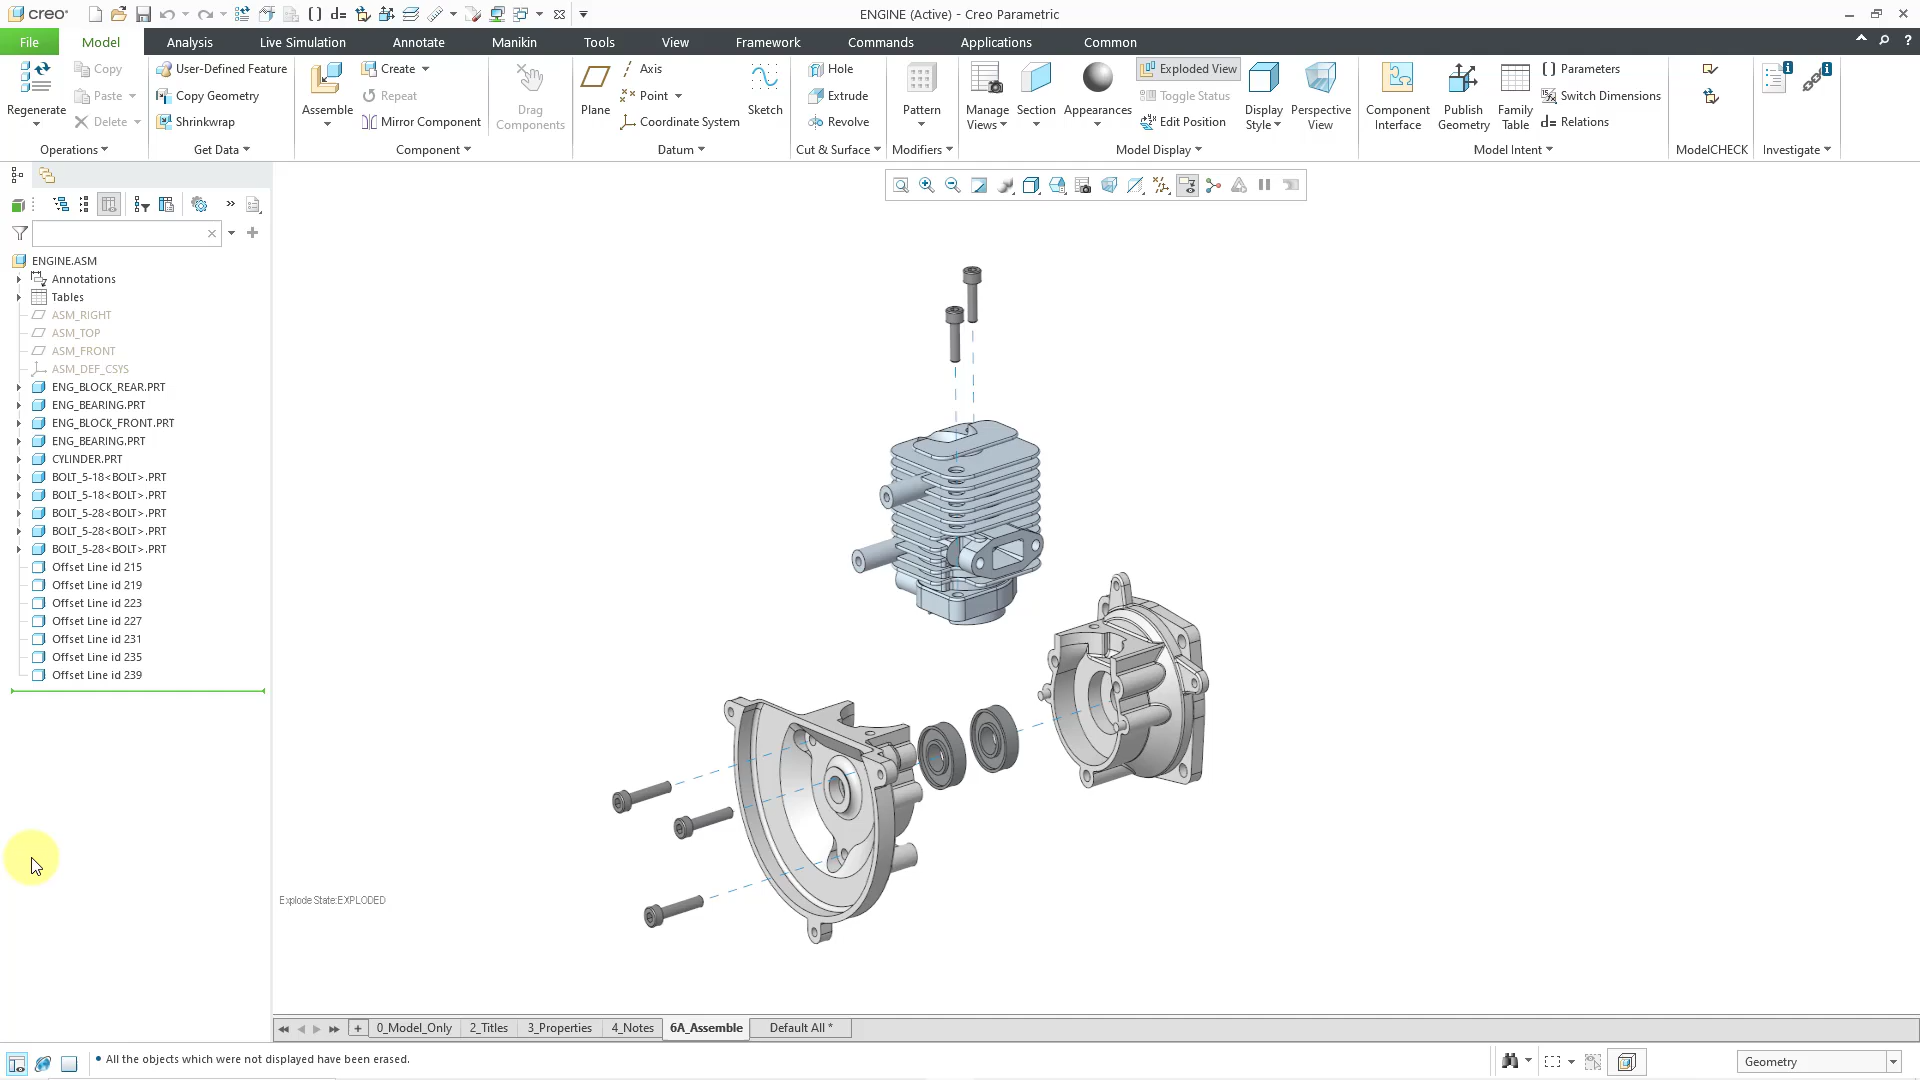 creo
ENGINE (Active) - Creo Parametric
File Model Analysis Live Simulation Annotate Manikin Tools View Framework Commands Applications Common
Regenerate
Copy
Paste
Delete
Operations
User-Defined Feature
Copy Geometry
Shrinkwrap
Get Data
Assemble
Create
Repeat
Mirror Component
Drag
Components
Component
Plane
Axis
Point
Coordinate System
Sketch
Datum
Hole
Extrude
Revolve
Cut & Surface
Pattern
Modifiers
Manage
Views
Section
Appearances
Exploded View
Toggle Status
Edit Position
Display
Style
Perspective
View
Model Display
Component
Interface
Publish
Geometry
Family
Table
Parameters
Switch Dimensions
Relations
Model Intent
ModelCHECK
Investigate
ENGINE.ASM
Annotations
Tables
ASM_RIGHT
ASM_TOP
ASM_FRONT
ASM_DEF_CSYS
ENG_BLOCK_REAR.PRT
ENG_BEARING.PRT
ENG_BLOCK_FRONT.PRT
ENG_BEARING.PRT
CYLINDER.PRT
BOLT_5-18<BOLT>.PRT
BOLT_5-18<BOLT>.PRT
BOLT_5-28<BOLT>.PRT
BOLT_5-28<BOLT>.PRT
BOLT_5-28<BOLT>.PRT
Offset Line id 215
Offset Line id 219
Offset Line id 223
Offset Line id 227
Offset Line id 231
Offset Line id 235
Offset Line id 239
Explode State:EXPLODED
0_Model_Only 2_Titles 3_Properties 4_Notes 6A_Assemble Default All *
• All the objects which were not displayed have been erased.
Geometry